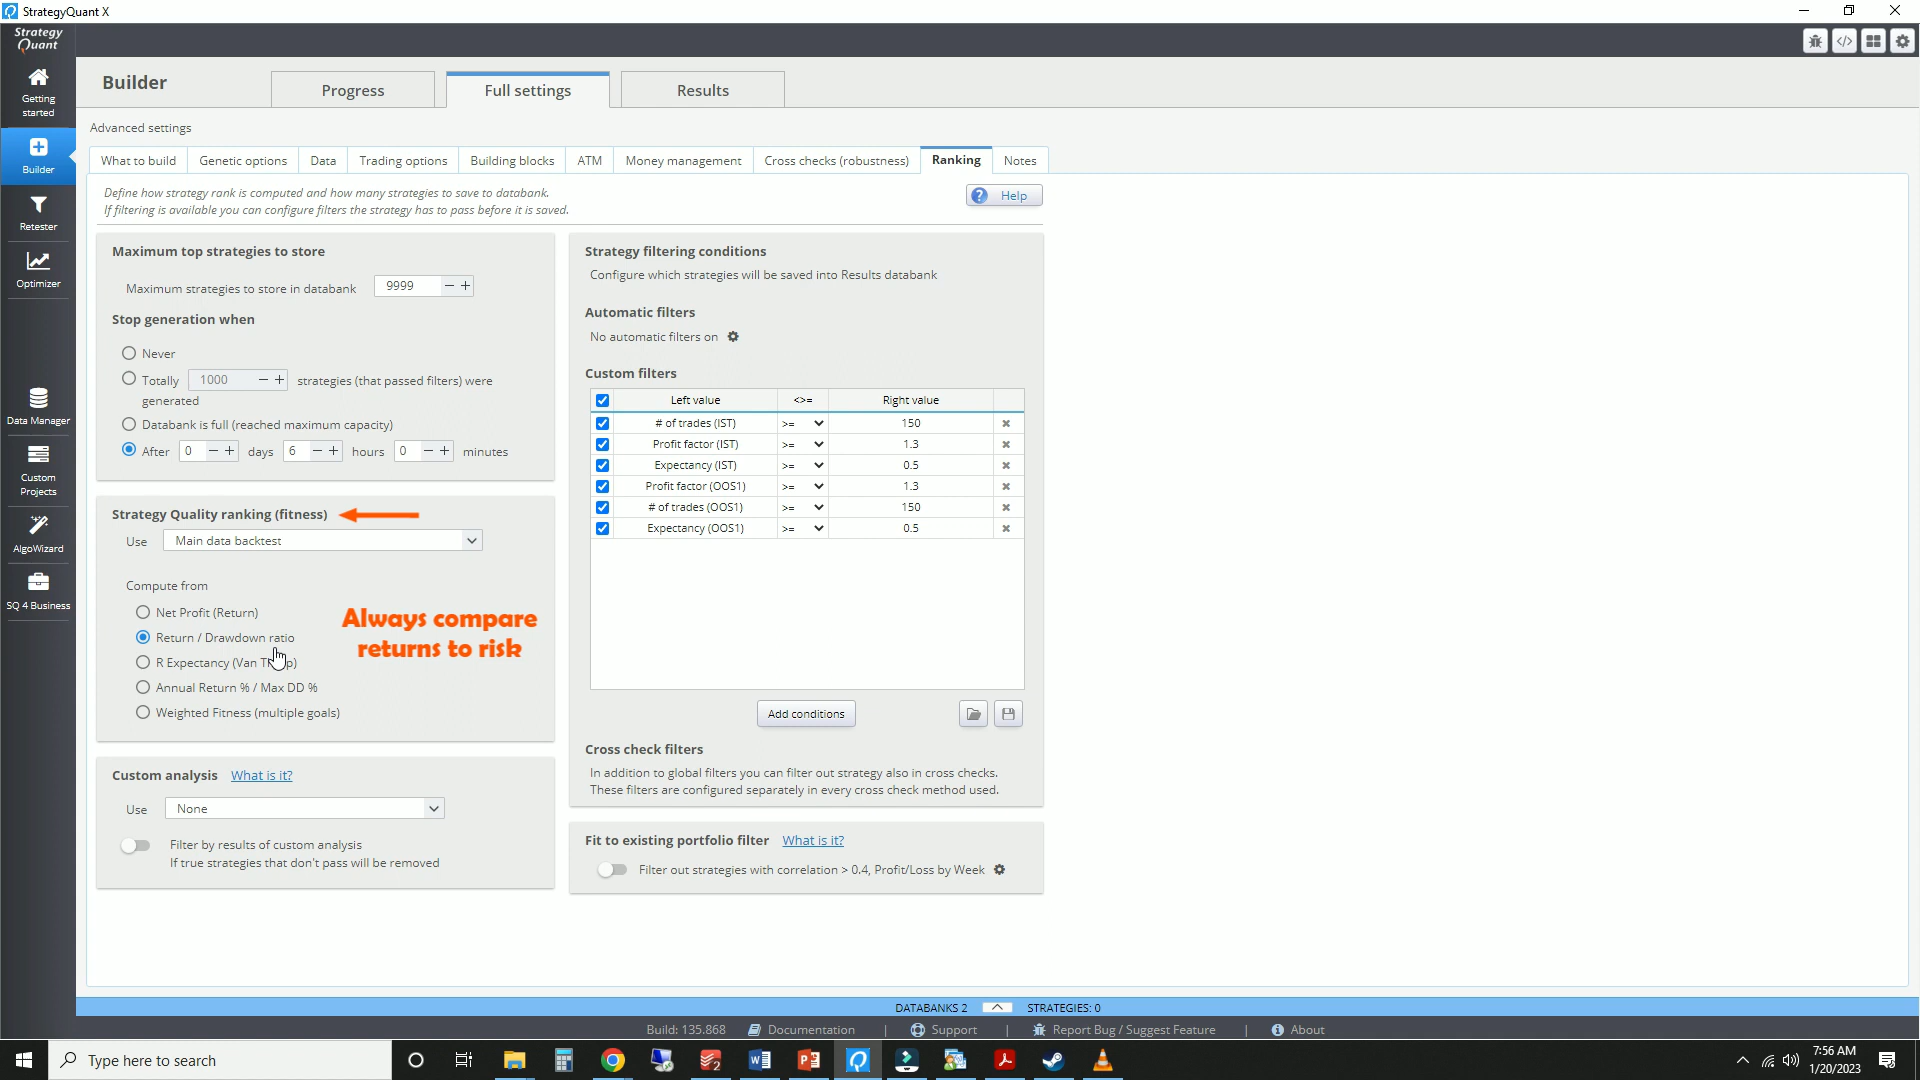 StrategyQuant X
Strategy
Quant
Getting
started
Builder
Retester
Optimizer
Data Manager
Custom
Projects
AlgoWizard
SQ 4 Business
Builder
Progress
Full settings
Results
Advanced settings
What to build
Genetic options
Data
Trading options
Building blocks
ATM
Money management
Cross checks (robustness)
Ranking
Notes
Define how strategy rank is computed and how many strategies to save to databank.
If filtering is available you can configure filters the strategy has to pass before it is saved.
? Help
Maximum top strategies to store
Maximum strategies to store in databank 9999 - +
Stop generation when
Never
Totally 1000 - + strategies (that passed filters) were
generated
Databank is full (reached maximum capacity)
After 0 - + days 6 - + hours 0 - + minutes
Strategy Quality ranking (fitness)
Use Main data backtest
Compute from
Net Profit (Return)
Return / Drawdown ratio
R Expectancy (Van
p)
Annual Return % / Max DD %
Weighted Fitness (multiple goals)
Always compare
returns to risk
Custom analysis What is it?
Use None
Filter by results of custom analysis
If true strategies that don't pass will be removed
Strategy filtering conditions
Configure which strategies will be saved into Results databank
Automatic filters
No automatic filters on
Custom filters
Left value <>= Right value
# of trades (IST) >= 150
Profit factor (IST) >= 1.3
Expectancy (IST) >= 0.5
Profit factor (OOS1) >= 1.3
# of trades (OOS1) >= 150
Expectancy (OOS1) >= 0.5
Add conditions
Cross check filters
In addition to global filters you can filter out strategy also in cross checks.
These filters are configured separately in every cross check method used.
Fit to existing portfolio filter What is it?
Filter out strategies with correlation > 0.4, Profit/Loss by Week
DATABANKS 2 STRATEGIES: 0
Build: 135.868 Documentation | Support | Report Bug / Suggest Feature | About
Type here to search
7:56 AM
1/20/2023